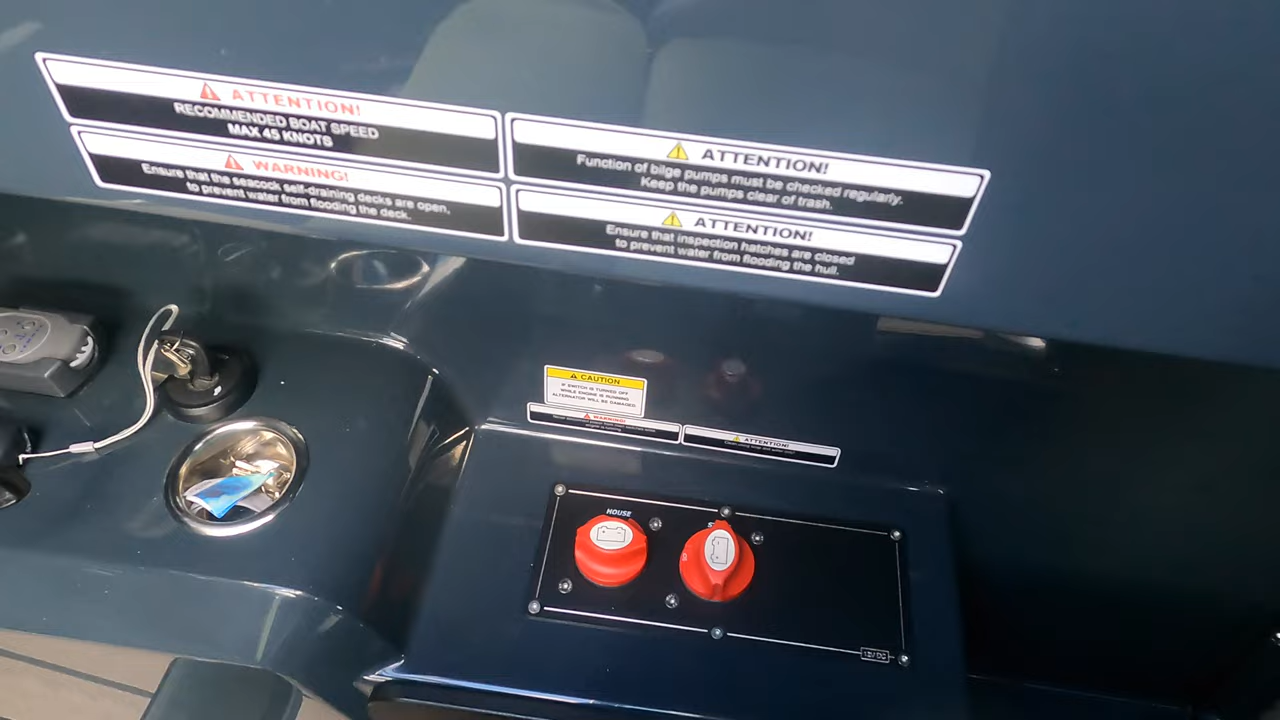 ATTENTION!
RECOMMENDED BOAT SPEED
MAX 45 KNOTS
WARNING!
Ensure that the seacock self-draining decks are open,
to prevent water from flooding the deck.
ATTENTION!
Function of bilge pumps must be checked regularly.
Keep the pumps clear of trash.
ATTENTION!
Ensure that inspection hatches are closed
to prevent water from flooding the hull.
CAUTION
IF SWITCH IS TURNED OFF
WHILE ENGINE IS RUNNING
ALTERNATOR WILL BE DAMAGED
WARNING!
engine is running.
ATTENTION!
HOUSE
12V DC